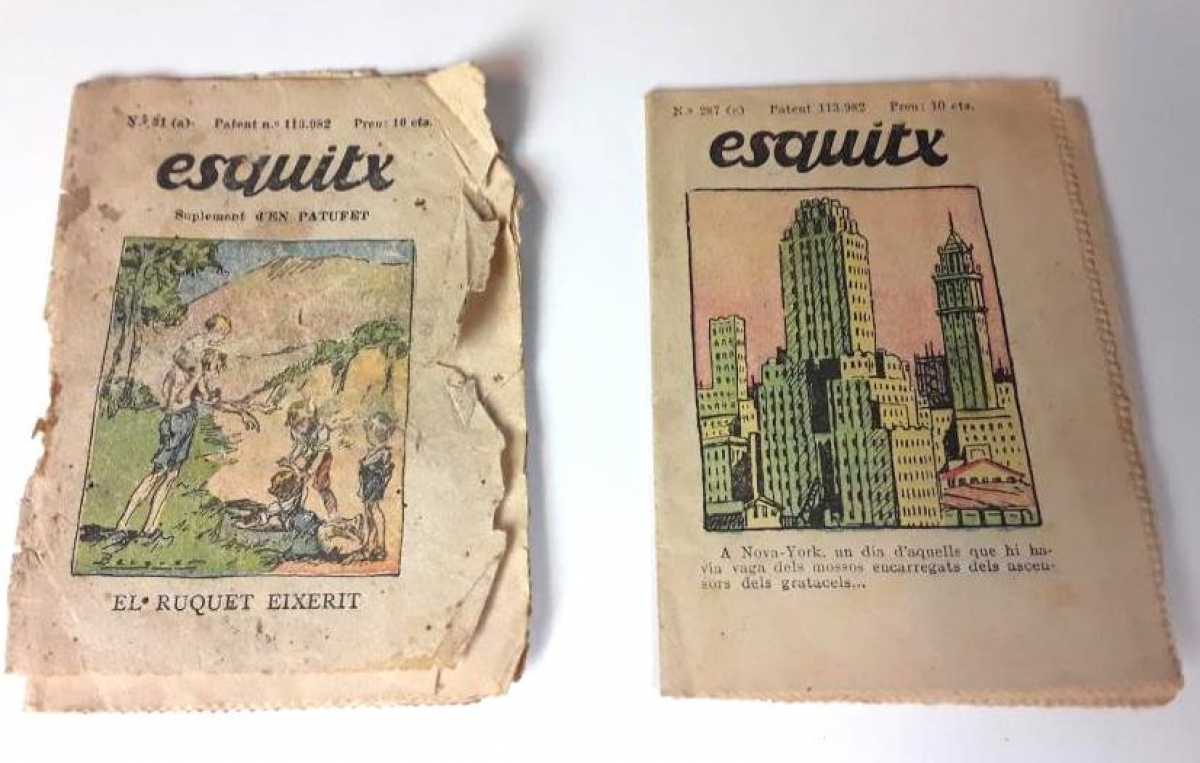 N.º 31 (a) Patent n.º 113.982 Preu: 10 cts.
esquitx
Suplement d'EN PATUFET
EL RUQUET EIXERIT
N.º 287 (c) Patent 113.982 Preu: 10 cts.
esquitx
A Nova-York, un dia d'aquelles que hi ha-
via vaga dels mossos encarregats dels ascen-
sors dels gratacels...